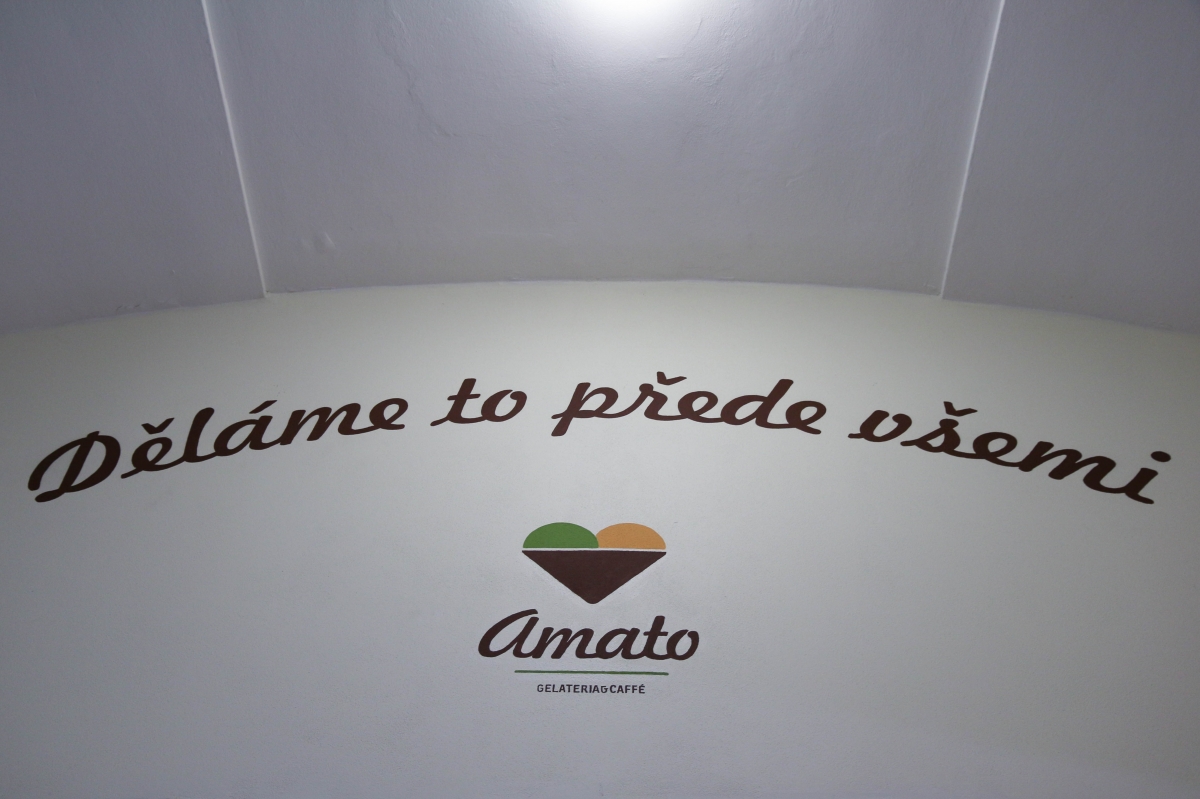 Děláme to přede všemi
Amato
GELATERIA&CAFFÉ